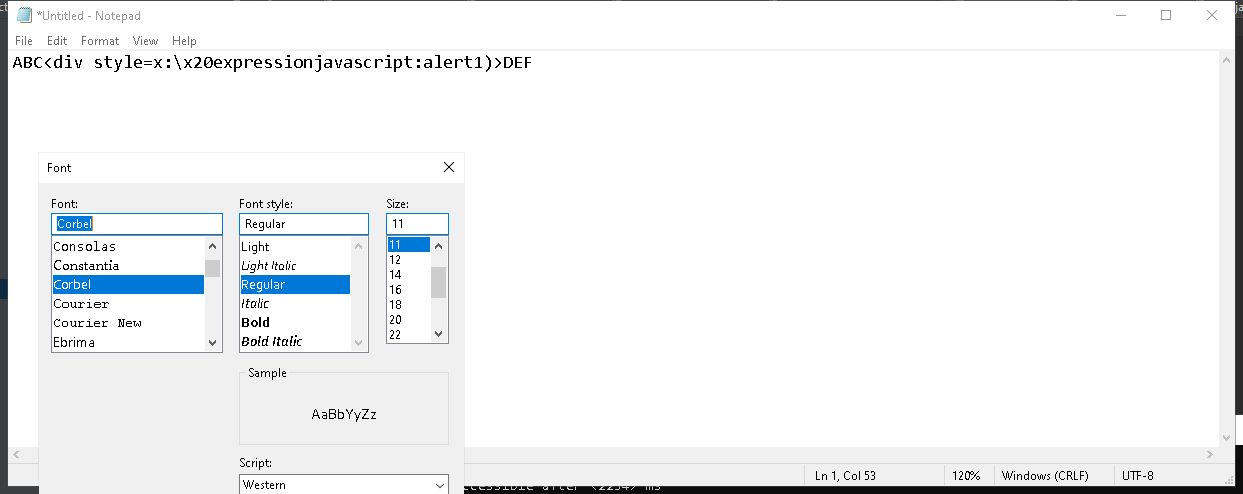 *Untitled - Notepad
File Edit Format View Help
ABC<div style=x:\x20expressionjavascript:alert1)>DEF
Font
Font: Font style: Size:
Corbel Regular 11
Consolas Light 11
Constantia Light Italic 12
Corbel Regular 14
Courier Italic 16
Courier New Bold 18
Ebrima Bold Italic 20
22
Sample
AaBbYyZz
Script:
Western
Ln 1, Col 53 120% Windows (CRLF) UTF-8